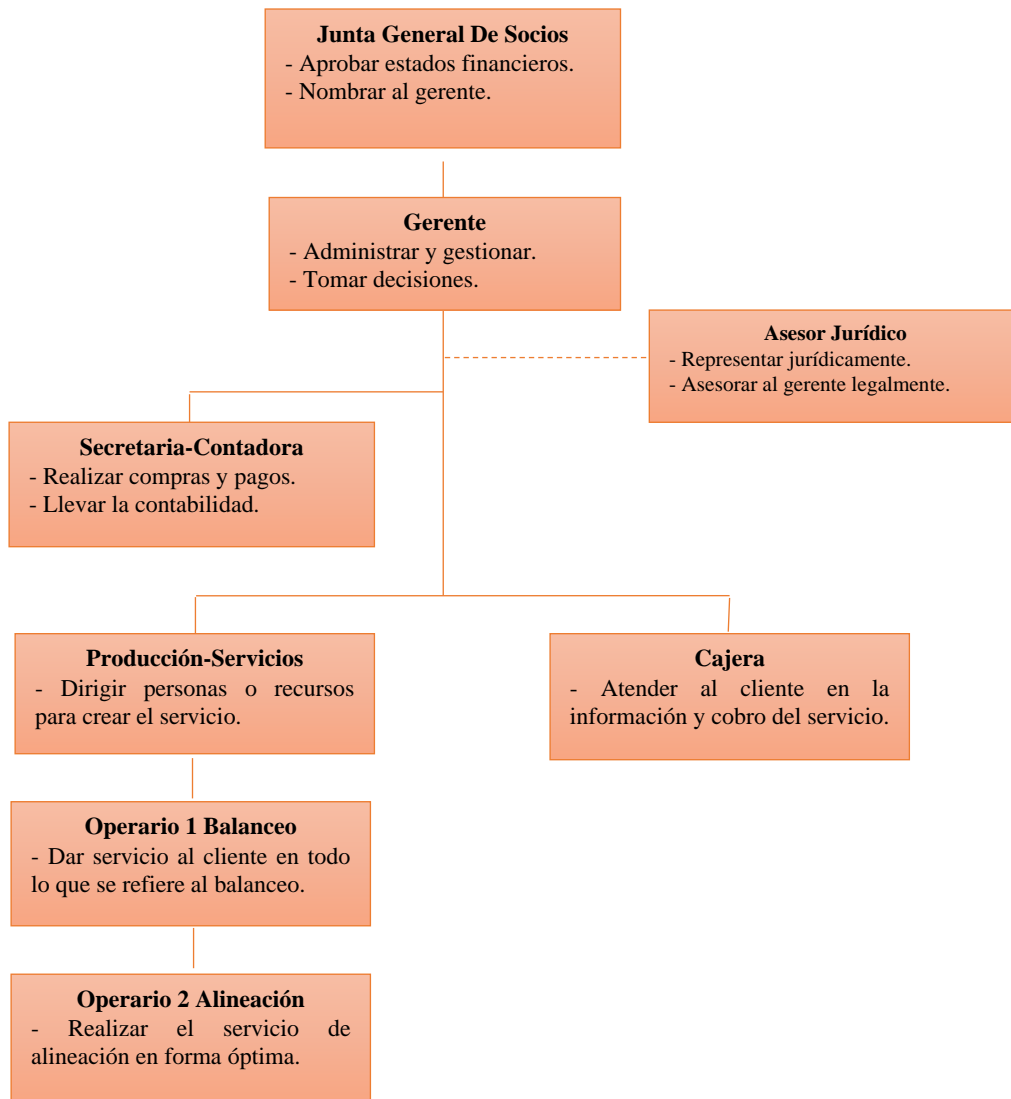 Junta General De Socios
- Aprobar estados financieros.
- Nombrar al gerente.
Gerente
- Administrar y gestionar.
- Tomar decisiones.
Asesor Jurídico
- Representar jurídicamente.
- Asesorar al gerente legalmente.
Secretaria-Contadora
- Realizar compras y pagos.
- Llevar la contabilidad.
Producción-Servicios
- Dirigir personas o recursos
para crear el servicio.
Cajera
- Atender al cliente en la
información y cobro del servicio.
Operario 1 Balanceo
- Dar servicio al cliente en todo
lo que se refiere al balanceo.
Operario 2 Alineación
- Realizar el servicio de
alineación en forma óptima.